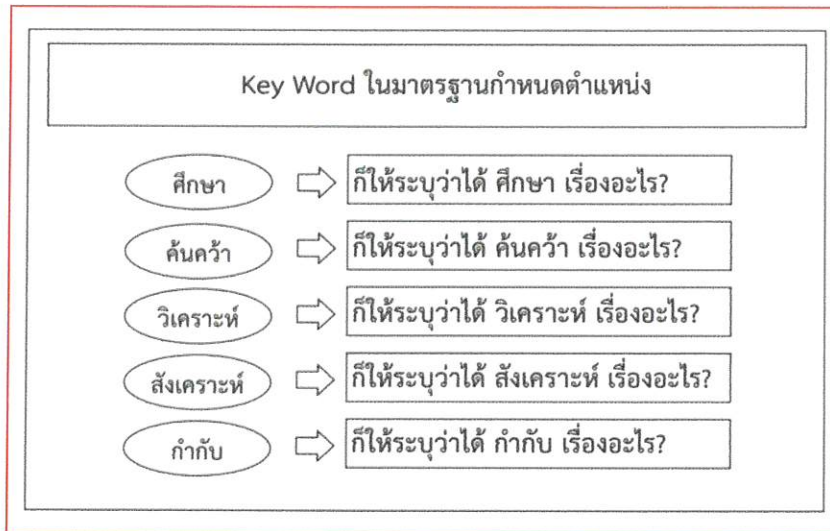 Key Word ในมาตรฐานกำหนดตำแหน่ง
ศึกษา ก็ให้ระบุว่าได้ ศึกษา เรื่องอะไร?
ค้นคว้า ก็ให้ระบุว่าได้ ค้นคว้า เรื่องอะไร?
วิเคราะห์ ก็ให้ระบุว่าได้ วิเคราะห์ เรื่องอะไร?
สังเคราะห์ ก็ให้ระบุว่าได้ สังเคราะห์ เรื่องอะไร?
กำกับ ก็ให้ระบุว่าได้ กำกับ เรื่องอะไร?